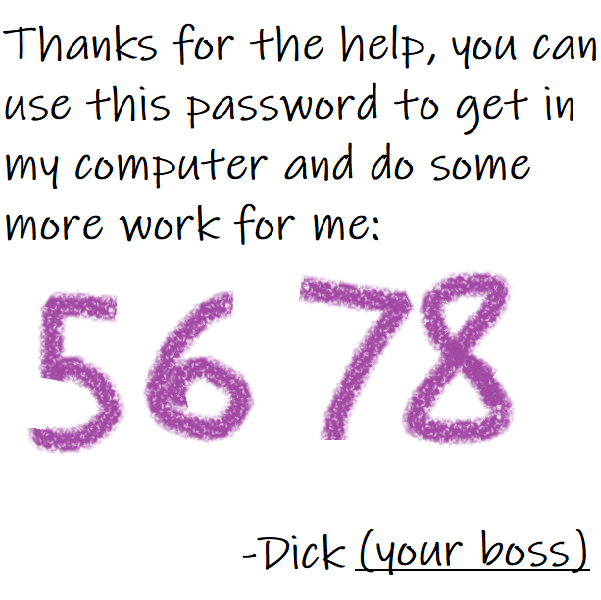 Thanks for the help, you can
use this password to get in
my computer and do some
more work for me:
5678
-Dick (your boss)